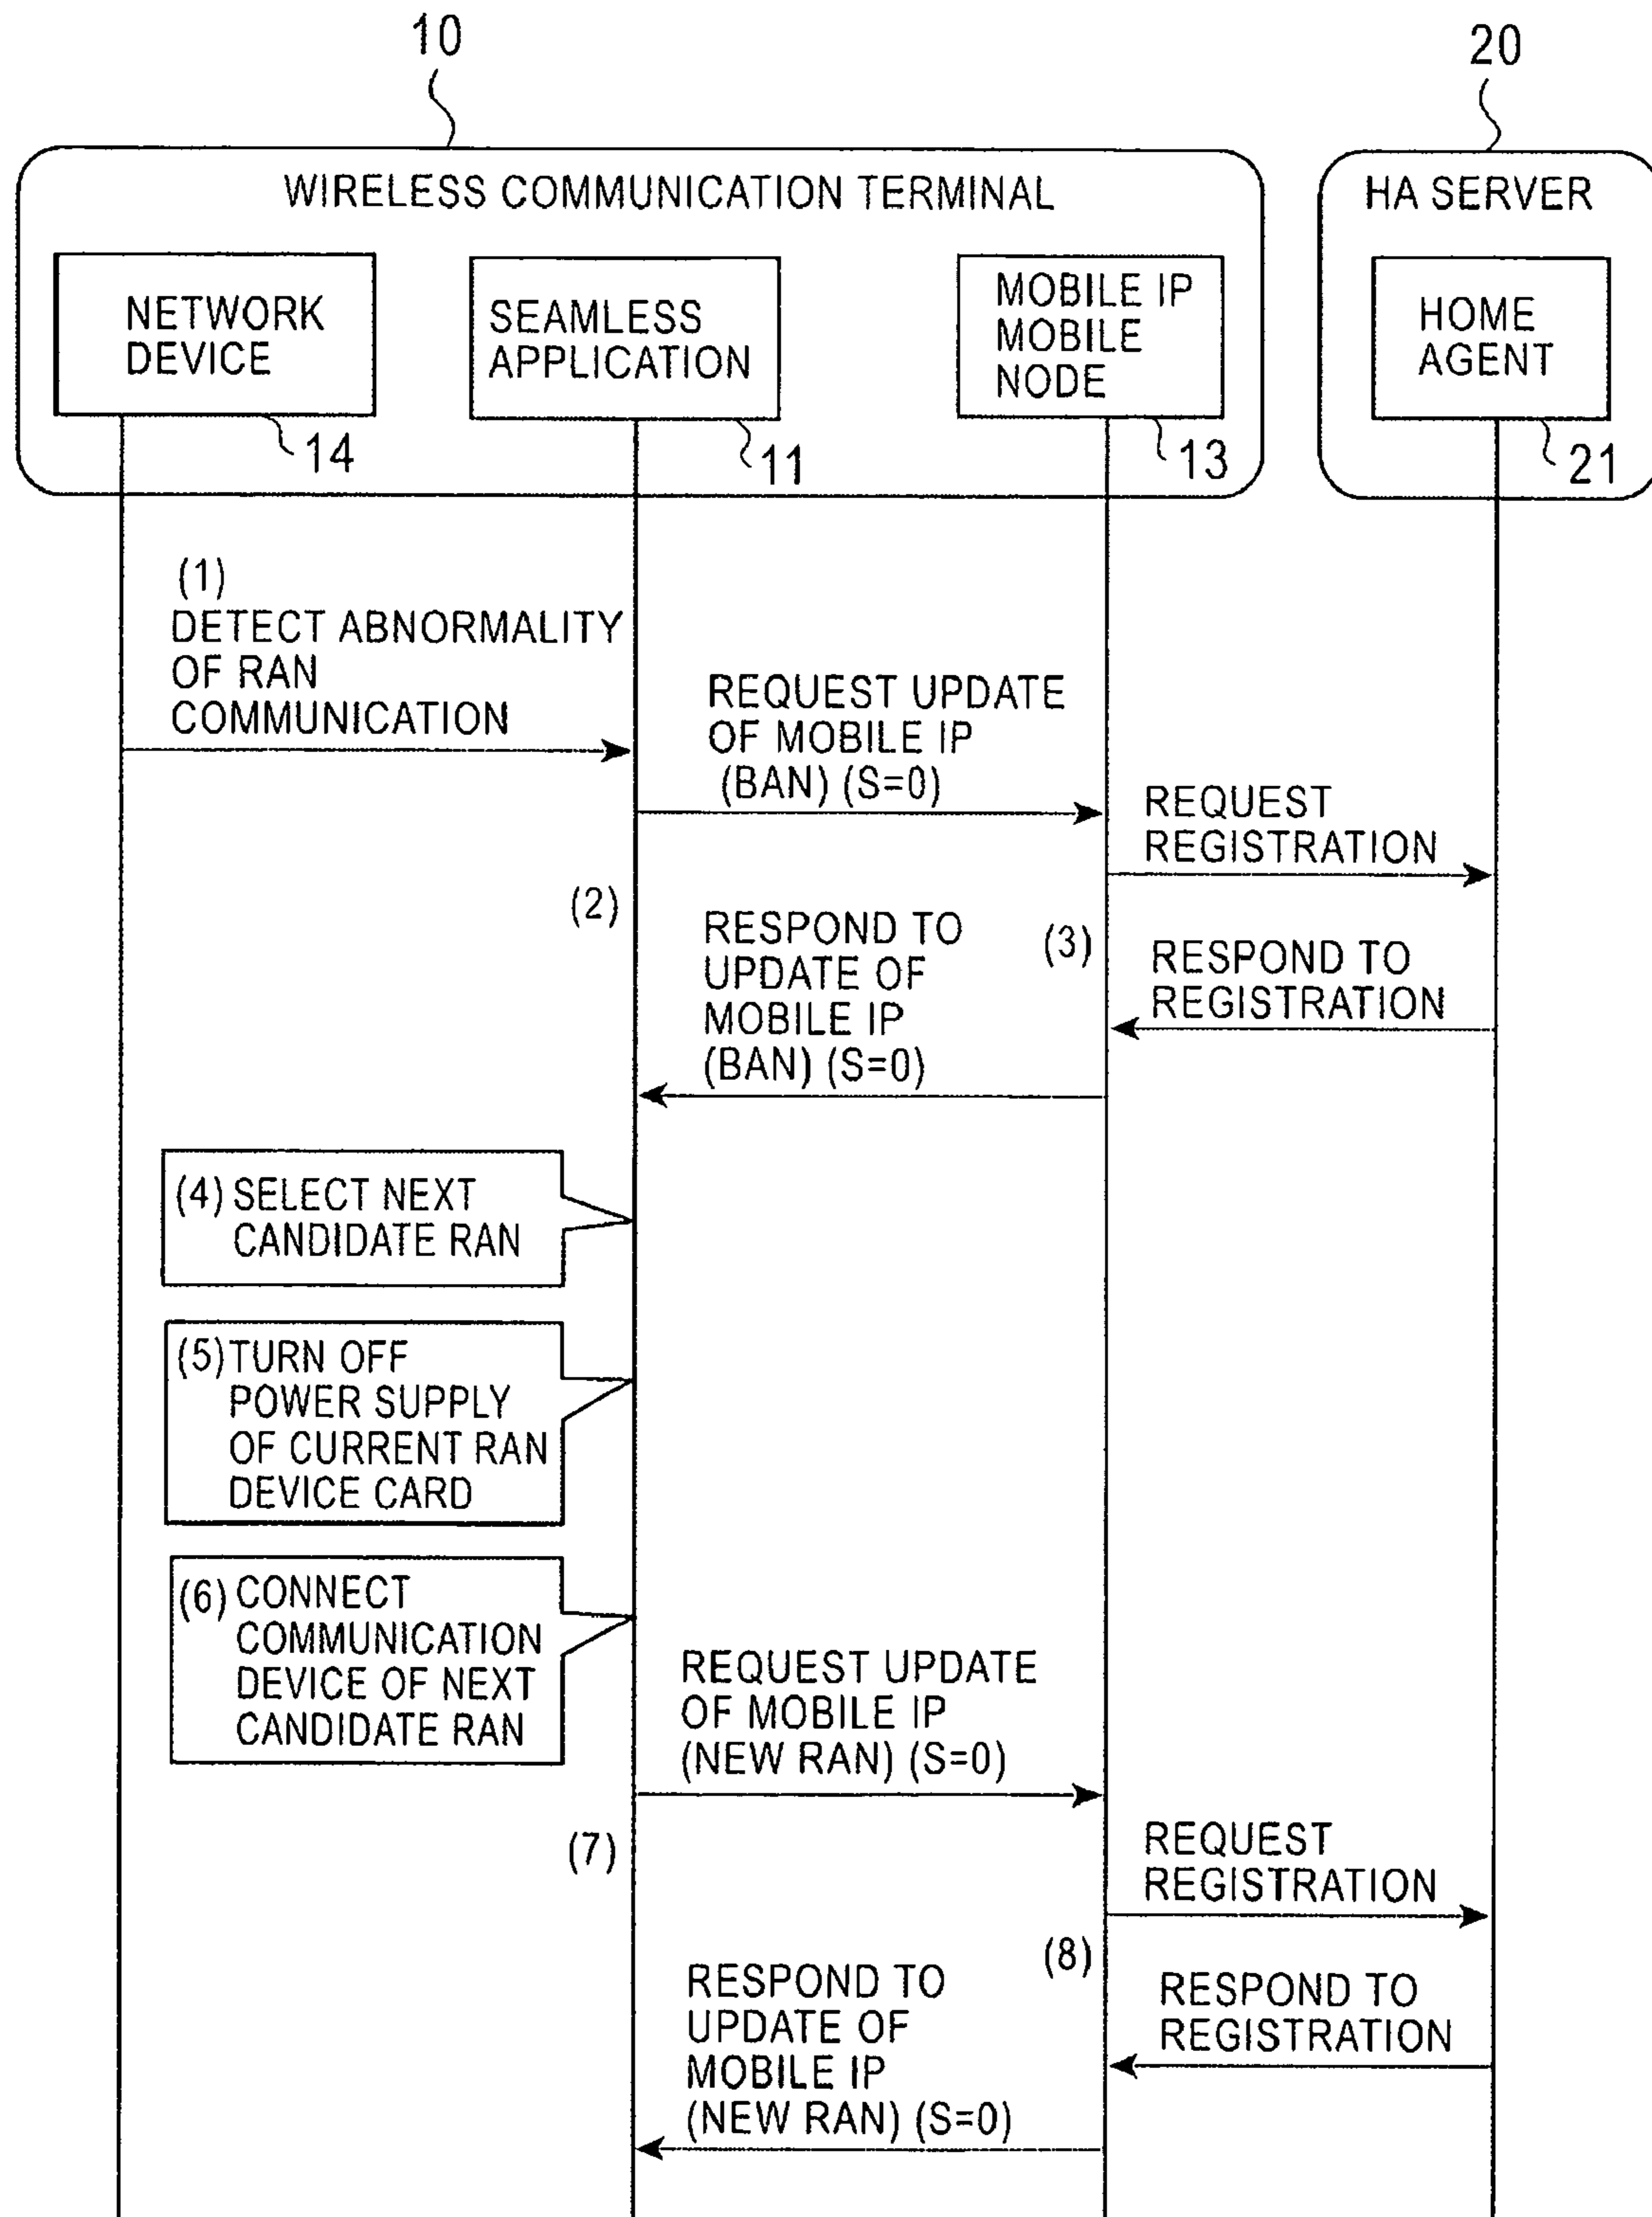 10
20
WIRELESS COMMUNICATION TERMINAL
HA SERVER
NETWORK
DEVICE
SEAMLESS
APPLICATION
MOBILE IP
MOBILE
NODE
HOME
AGENT
14
11
13
21
(1)
DETECT ABNORMALITY
OF RAN
COMMUNICATION
REQUEST UPDATE
OF MOBILE IP
(BAN) (S=0)
REQUEST
REGISTRATION
(2)
RESPOND TO
UPDATE OF
MOBILE IP
(BAN) (S=0)
(3)
RESPOND TO
REGISTRATION
(4) SELECT NEXT
CANDIDATE RAN
(5) TURN OFF
POWER SUPPLY
OF CURRENT RAN
DEVICE CARD
(6) CONNECT
COMMUNICATION
DEVICE OF NEXT
CANDIDATE RAN
REQUEST UPDATE
OF MOBILE IP
(NEW RAN) (S=0)
(7)
REQUEST
REGISTRATION
(8)
RESPOND TO
UPDATE OF
MOBILE IP
(NEW RAN) (S=0)
RESPOND TO
REGISTRATION